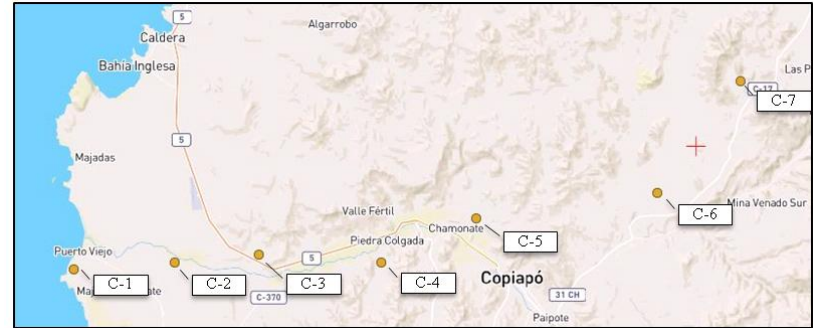 5
Algarrobo
Caldera
Bahía Inglesa
Las P
C-17
C-7
5
Majadas
Mina Venado Sur
C-6
Valle Fértil
Chamonate
Piedra Colgada
C-5
Puerto Viejo
5
C-1
C-2
C-3
C-4
Copiapó
C-370
31 CH
Paipote